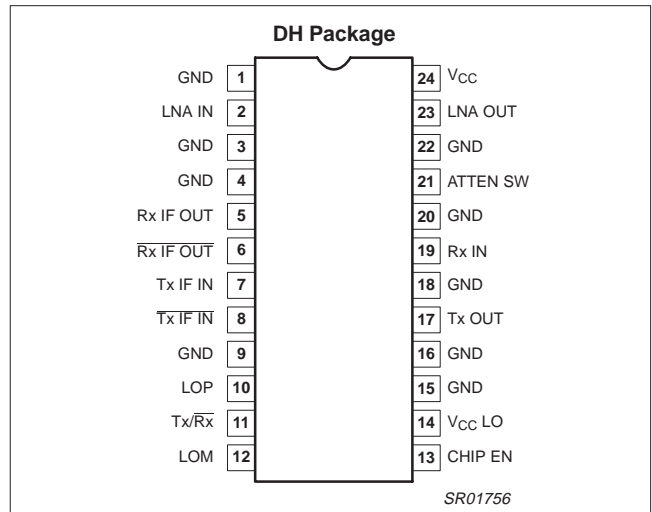 DH Package
GND 1 24 VCC
LNA IN 2 23 LNA OUT
GND 3 22 GND
GND 4 21 ATTEN SW
Rx IF OUT 5 20 GND
Rx IF OUT 6 19 Rx IN
Tx IF IN 7 18 GND
Tx IF IN 8 17 Tx OUT
GND 9 16 GND
LOP 10 15 GND
Tx/Rx 11 14 VCC LO
LOM 12 13 CHIP EN
SR01756